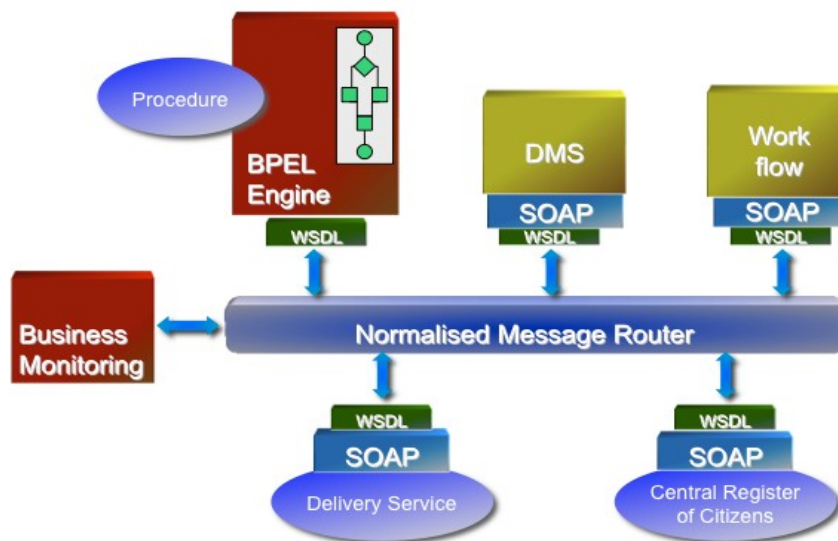 Procedure
BPEL
Engine
WSDL
DMS
SOAP
WSDL
Work
flow
SOAP
WSDL
Business
Monitoring
Normalised Message Router
WSDL
SOAP
Delivery Service
WSDL
SOAP
Central Register
of Citizens